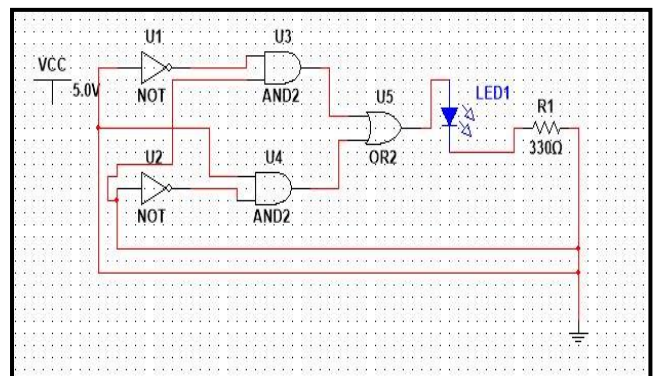 U1
U3
VCC
5.0V
NOT
AND2
U5
LED1
R1
330Ω
OR2
U2
U4
NOT
AND2